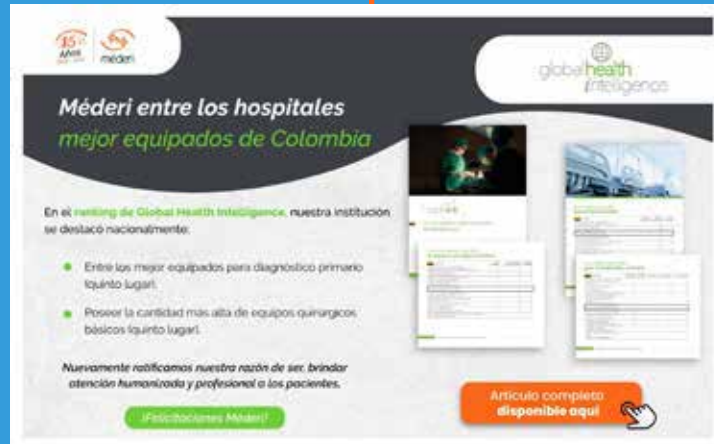 15
Años
méderi
globalhealth
intelligence
Méderi entre los hospitales
mejor equipados de Colombia
En el ranking de Global Health Intelligence, nuestra institución
se destacó nacionalmente:
Entre los mejor equipados para diagnóstico primario
(quinto lugar).
Poseer la cantidad más alta de equipos quirúrgicos
básicos (quinto lugar).
Nuevamente ratificamos nuestra razón de ser, brindar
atención humanizada y profesional a los pacientes.
¡Felicitaciones Méderi!
Artículo completo
disponible aquí